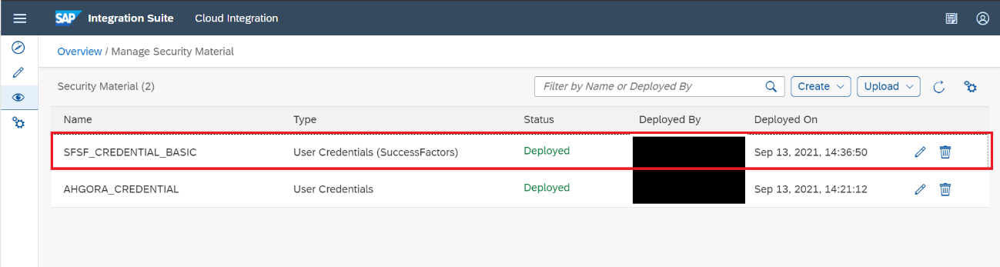 SAP Integration Suite Cloud Integration
Overview / Manage Security Material
Security Material (2) Filter by Name or Deployed By Create Upload
Name Type Status Deployed By Deployed On
SFSF_CREDENTIAL_BASIC User Credentials (SuccessFactors) Deployed Sep 13, 2021, 14:36:50
AHGORA_CREDENTIAL User Credentials Deployed Sep 13, 2021, 14:21:12